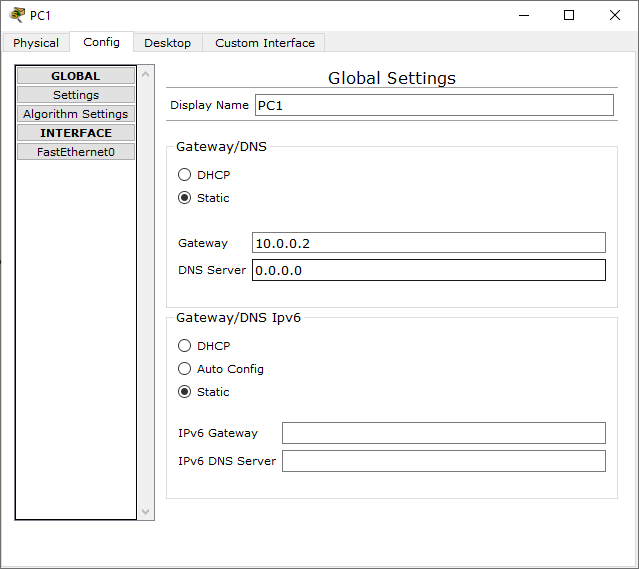 PC1
Physical Config Desktop Custom Interface
GLOBAL
Settings
Algorithm Settings
INTERFACE
FastEthernet0
Global Settings
Display Name PC1
Gateway/DNS
DHCP
Static
Gateway 10.0.0.2
DNS Server 0.0.0.0
Gateway/DNS Ipv6
DHCP
Auto Config
Static
IPv6 Gateway
IPv6 DNS Server